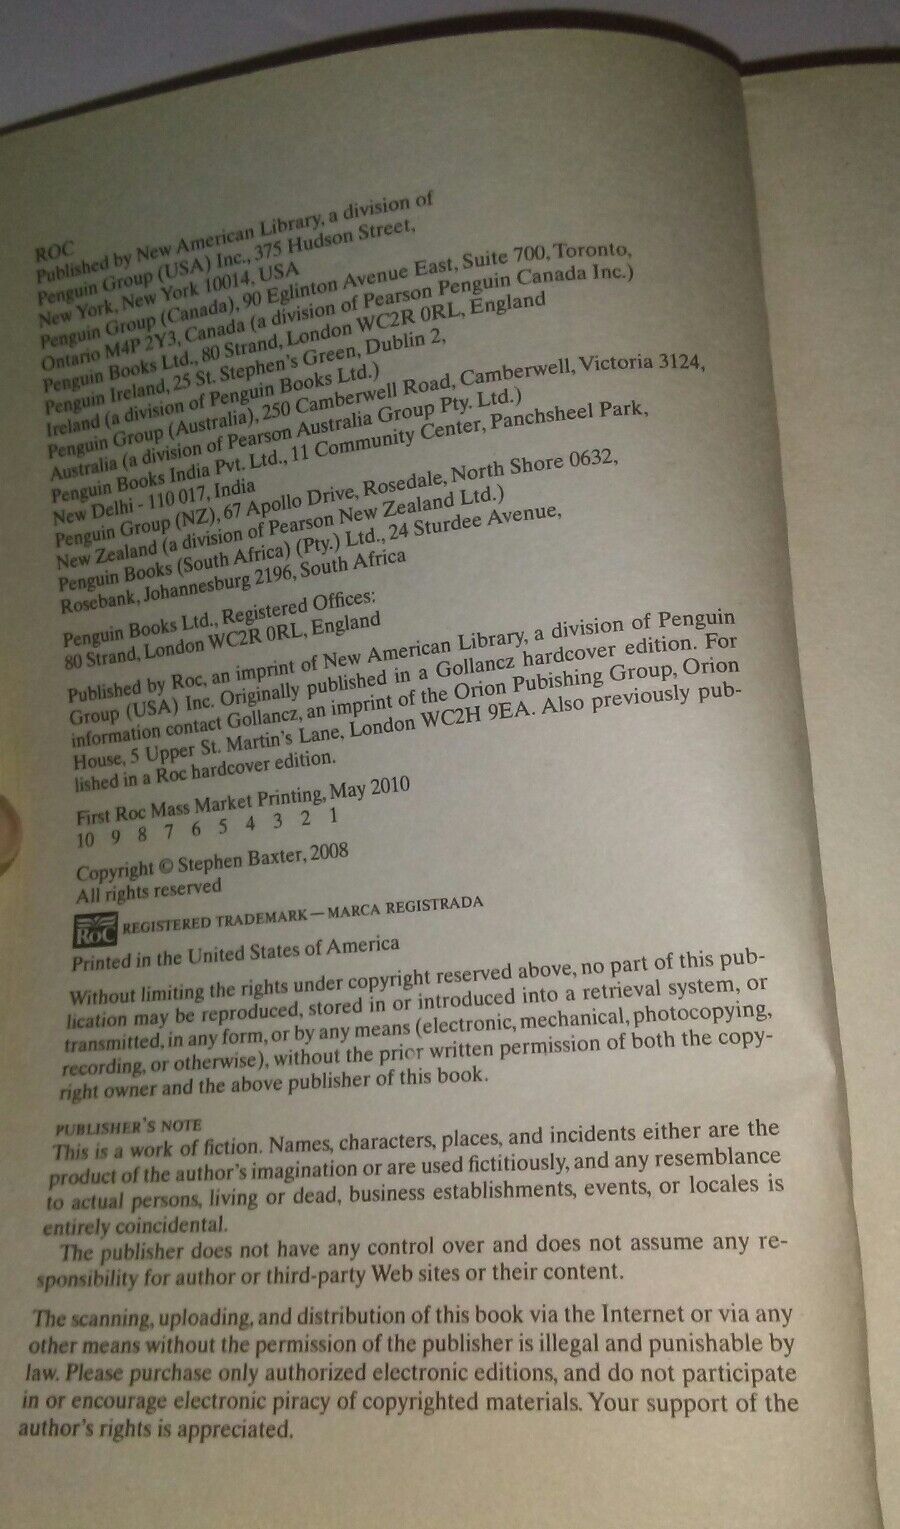 ROC
Published by New American Library, a division of
Penguin Group (USA) Inc., 375 Hudson Street,
New York, New York 10014, USA
Penguin Group (Canada), 90 Eglinton Avenue East, Suite 700, Toronto,
Ontario M4P 2Y3, Canada (a division of Pearson Penguin Canada Inc.)
Penguin Books Ltd., 80 Strand, London WC2R 0RL, England
Penguin Ireland, 25 St. Stephen's Green, Dublin 2,
Ireland (a division of Penguin Books Ltd.)
Penguin Group (Australia), 250 Camberwell Road, Camberwell, Victoria 3124,
Australia (a division of Pearson Australia Group Pty. Ltd.)
Penguin Books India Pvt. Ltd., 11 Community Center, Panchsheel Park,
New Delhi - 110 017, India
Penguin Group (NZ), 67 Apollo Drive, Rosedale, North Shore 0632,
New Zealand (a division of Pearson New Zealand Ltd.)
Penguin Books (South Africa) (Pty.) Ltd., 24 Sturdee Avenue,
Rosebank, Johannesburg 2196, South Africa
Penguin Books Ltd., Registered Offices:
80 Strand, London WC2R 0RL, England
Published by Roc, an imprint of New American Library, a division of Penguin
Group (USA) Inc. Originally published in a Gollancz hardcover edition. For
information contact Gollancz, an imprint of the Orion Pubishing Group, Orion
House, 5 Upper St. Martin's Lane, London WC2H 9EA. Also previously pub-
lished in a Roc hardcover edition.
First Roc Mass Market Printing, May 2010
10 9 8 7 6 5 4 3 2 1
Copyright © Stephen Baxter, 2008
All rights reserved
ROC REGISTERED TRADEMARK—MARCA REGISTRADA
Printed in the United States of America
Without limiting the rights under copyright reserved above, no part of this pub-
lication may be reproduced, stored in or introduced into a retrieval system, or
transmitted, in any form, or by any means (electronic, mechanical, photocopying,
recording, or otherwise), without the prior written permission of both the copy-
right owner and the above publisher of this book.
PUBLISHER'S NOTE
This is a work of fiction. Names, characters, places, and incidents either are the
product of the author's imagination or are used fictitiously, and any resemblance
to actual persons, living or dead, business establishments, events, or locales is
entirely coincidental.
The publisher does not have any control over and does not assume any re-
sponsibility for author or third-party Web sites or their content.
The scanning, uploading, and distribution of this book via the Internet or via any
other means without the permission of the publisher is illegal and punishable by
law. Please purchase only authorized electronic editions, and do not participate
in or encourage electronic piracy of copyrighted materials. Your support of the
author's rights is appreciated.